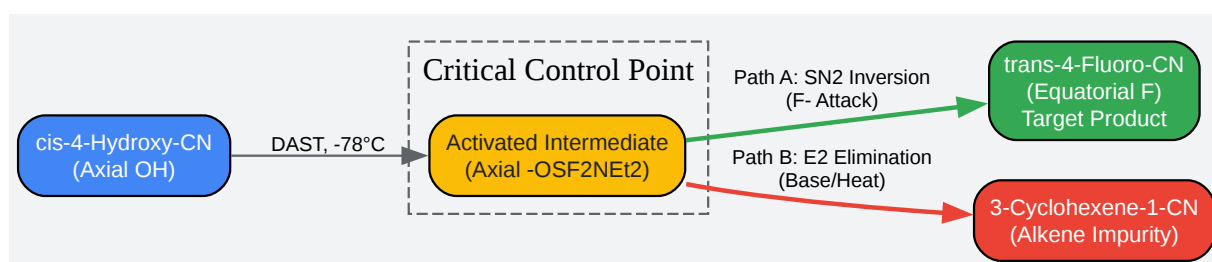 Critical Control Point
cis-4-Hydroxy-CN
(Axial OH)
DAST, -78°C
Activated Intermediate
(Axial -OSF2NEt2)
Path A: SN2 Inversion
(F- Attack)
trans-4-Fluoro-CN
(Equatorial F)
Target Product
Path B: E2 Elimination
(Base/Heat)
3-Cyclohexene-1-CN
(Alkene Impurity)